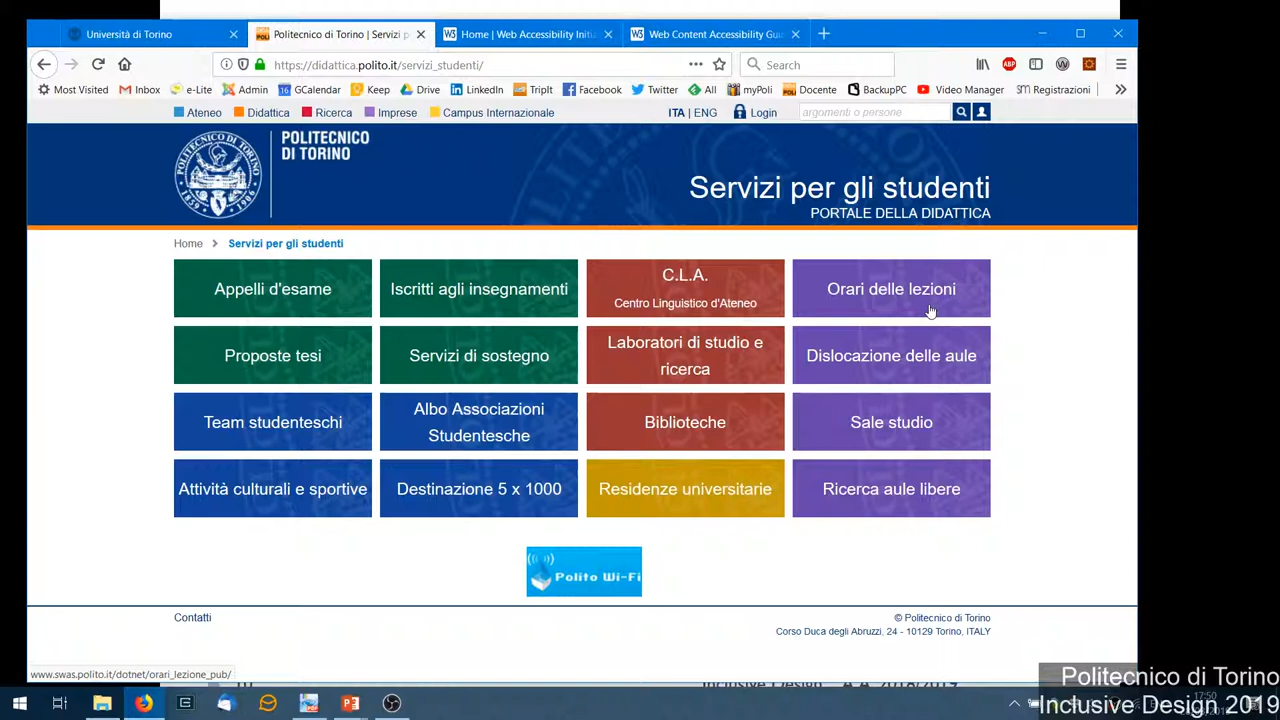 Università di Torino
Politecnico di Torino | Servizi p
Home | Web Accessibility Initi
Web Content Accessibility Gui
https://didattica.polito.it/servizi_studenti/
Search
Most Visited
Inbox
e-Lite
Admin
GCalendar
Keep
Drive
LinkedIn
TripIt
Facebook
Twitter
All
myPoli
Docente
BackupPC
Video Manager
Registrazioni
Ateneo
Didattica
Ricerca
Imprese
Campus Internazionale
ITA | ENG
Login
argomenti o persone
POLITECNICO
DI TORINO
Servizi per gli studenti
PORTALE DELLA DIDATTICA
Home > Servizi per gli studenti
Appelli d'esame
Iscritti agli insegnamenti
C.L.A.
Centro Linguistico d'Ateneo
Orari delle lezioni
Proposte tesi
Servizi di sostegno
Laboratori di studio e
ricerca
Dislocazione delle aule
Team studenteschi
Albo Associazioni
Studentesche
Biblioteche
Sale studio
Attività culturali e sportive
Destinazione 5 x 1000
Residenze universitarie
Ricerca aule libere
Polito Wi-Fi
Contatti
© Politecnico di Torino
Corso Duca degli Abruzzi, 24 - 10129 Torino, ITALY
www.swas.polito.it/dotnet/orari_lezione_pub/
Politecnico di Torino
Inclusive Design 2019
17:50